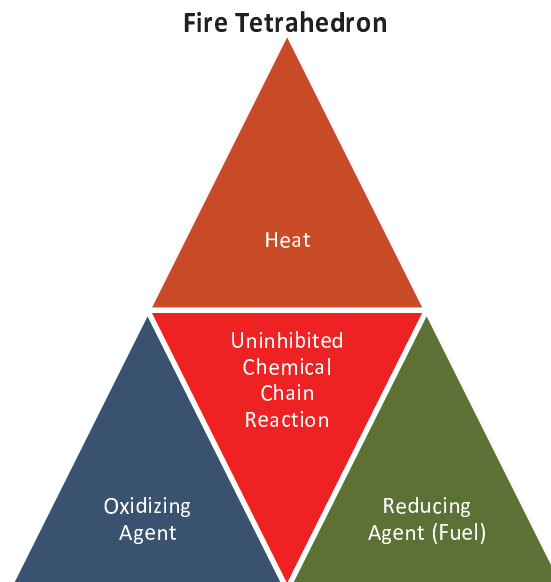 Fire Tetrahedron
Heat
Uninhibited
Chemical
Chain
Reaction
Oxidizing
Agent
Reducing
Agent (Fuel)